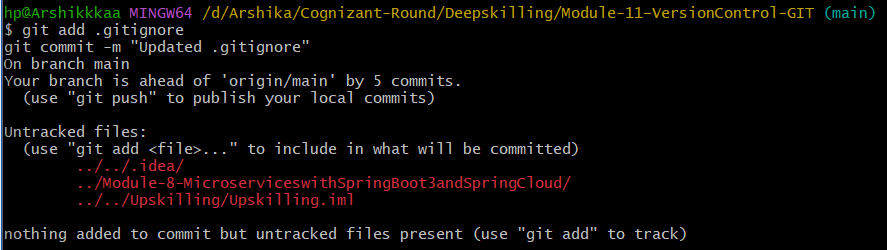 hp@Arshikkkaa MINGW64 /d/Arshika/Cognizant-Round/Deepskilling/Module-11-VersionControl-GIT (main)
$ git add .gitignore
git commit -m "Updated .gitignore"
On branch main
Your branch is ahead of 'origin/main' by 5 commits.
  (use "git push" to publish your local commits)

Untracked files:
  (use "git add <file>..." to include in what will be committed)
        ../../.idea/
        ../Module-8-MicroserviceswithSpringBoot3andSpringCloud/
        ../../Upskilling/Upskilling.iml

nothing added to commit but untracked files present (use "git add" to track)